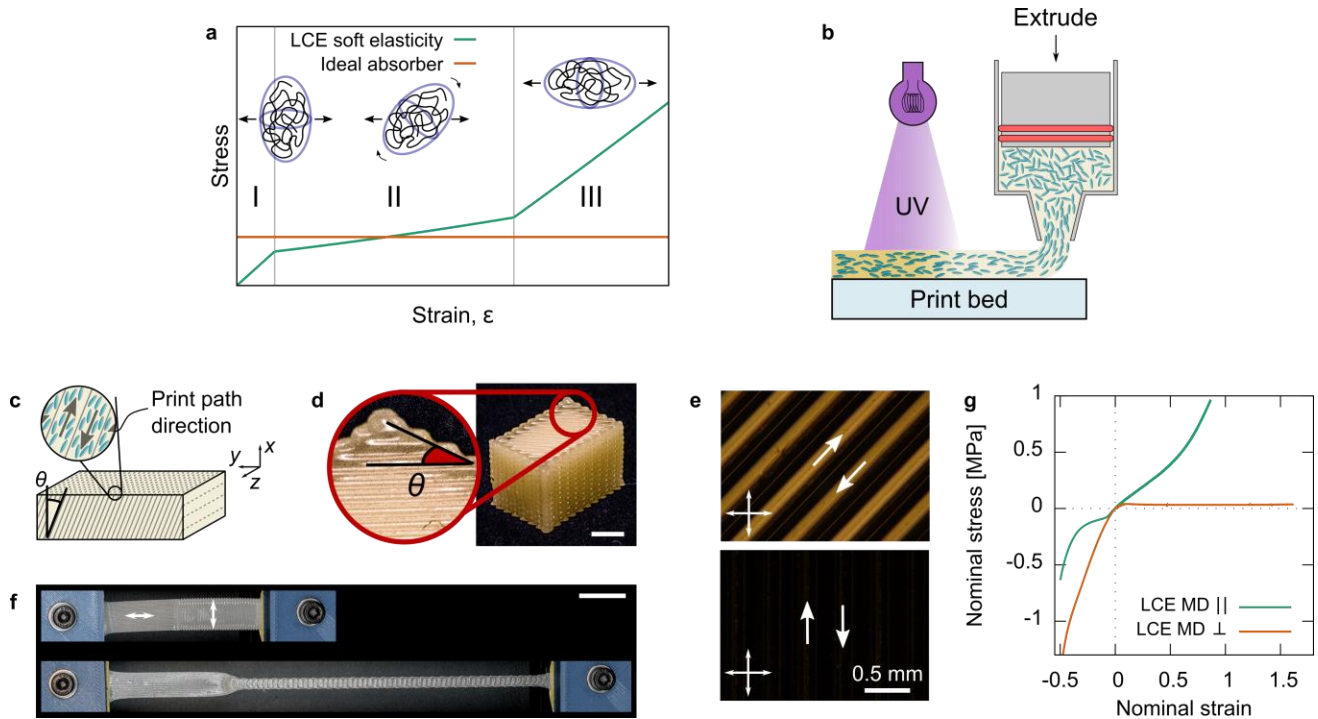 a
LCE soft elasticity
Ideal absorber
Stress
I
II
III
Strain, ε
b
Extrude
UV
Print bed
c
Print path
direction
θ
y
x
z
d
θ
e
0.5 mm
f
g
Nominal stress [MPa]
1
0.5
0
-0.5
-1
LCE MD ||
LCE MD ⊥
-0.5
0
0.5
1
1.5
Nominal strain